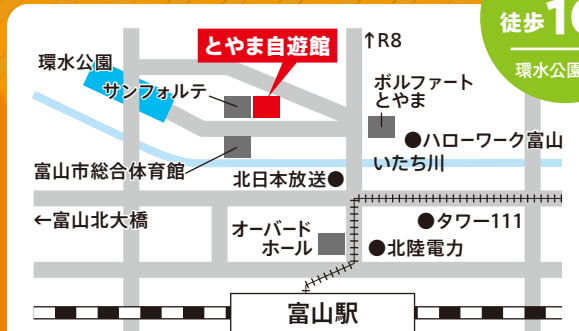 徒歩
環水公園
とやま自遊館
↑R8
環水公園
サンフォルテ
ボルファート
とやま
●ハローワーク富山
いたち川
富山市総合体育館
北日本放送●
←富山北大橋
オーバード
ホール
●タワー111
●北陸電力
富山駅